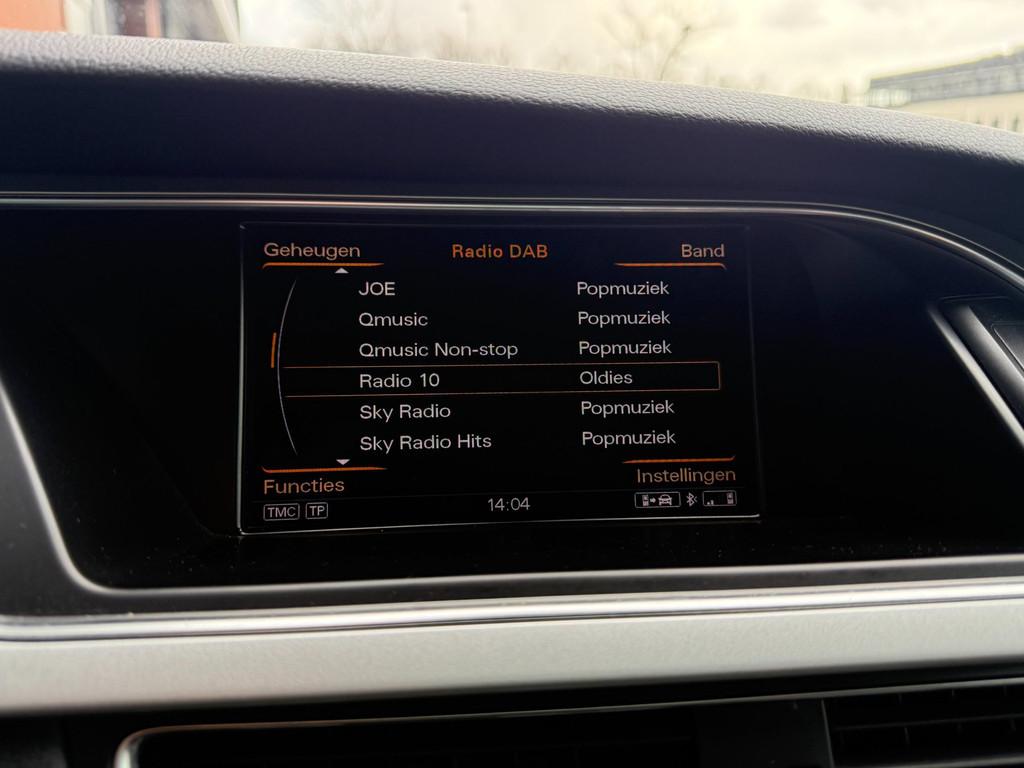 Geheugen Radio DAB Band
JOE Popmuziek
Qmusic Popmuziek
Qmusic Non-stop Popmuziek
Radio 10 Oldies
Sky Radio Popmuziek
Sky Radio Hits Popmuziek
Functies Instellingen
TMC TP 14:04